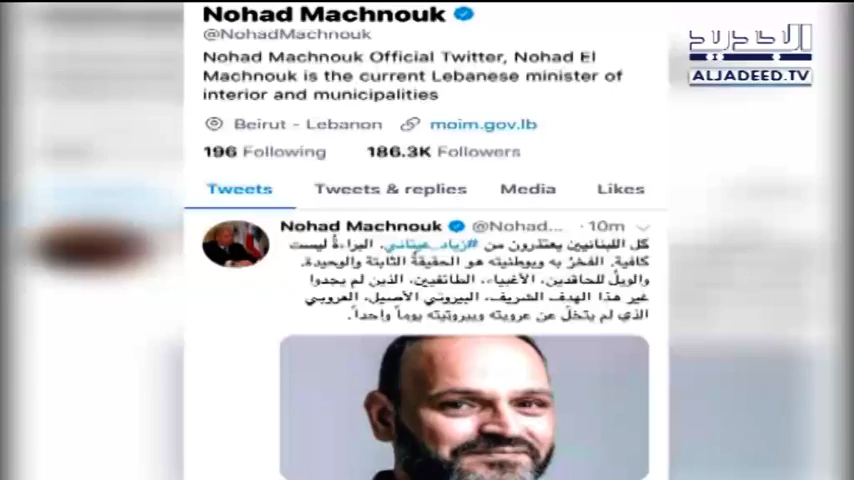 Nohad Machnouk
@NohadMachnouk
Nohad Machnouk Official Twitter, Nohad El
Machnouk is the current Lebanese minister of
interior and municipalities
Beirut - Lebanon moim.gov.lb
196 Following 186.3K Followers
Tweets Tweets & replies Media Likes
Nohad Machnouk @Nohad... · 10m
كل اللبنانيين يعتذرون من #زياد_عيتاني. البراءةُ ليست
كافية. الفخرُ به وبوطنيته هو الحقيقةُ الثابتة والوحيدة.
والويلُ للحاقدين، الأغبياء، الطائفيين، الذين لم يجدوا
غير هذا الهدف الشريف، البيروتي الأصيل، العروبي
الذي لم يتخلّ عن عروبته وبيروتيته يوماً واحداً.
الجديد
ALJADEED.TV